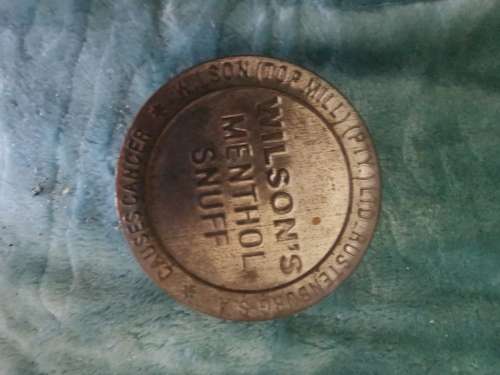 WILSON (TOP MILL) (PTY.) LTD. RUSTENBURG S.A.
* CAUSES CANCER *
WILSON'S
MENTHOL
SNUFF